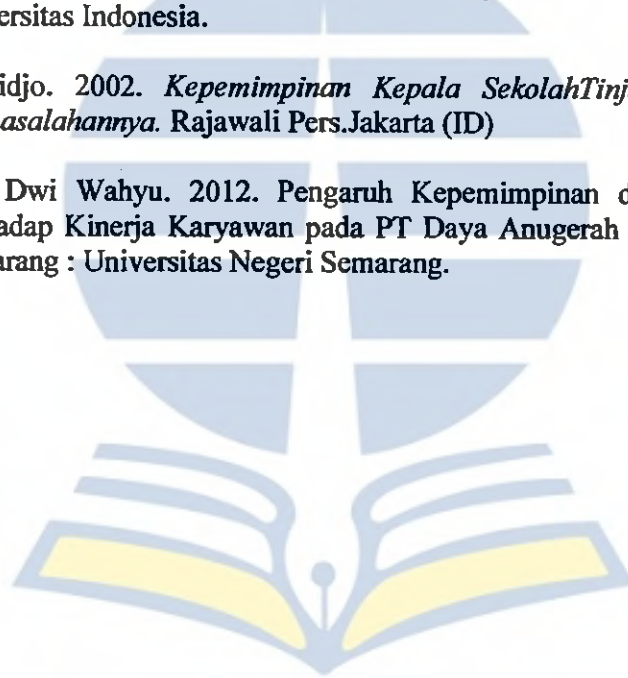 ersitas Indonesia.
idjo. 2002. Kepemimpinan Kepala SekolahTinj
asalahannya. Rajawali Pers.Jakarta (ID)
Dwi Wahyu. 2012. Pengaruh Kepemimpinan d
adap Kinerja Karyawan pada PT Daya Anugerah
arang : Universitas Negeri Semarang.